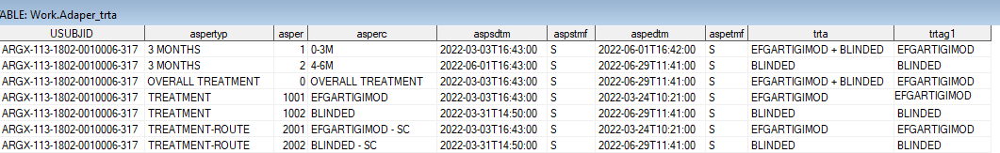 ABLE: Work.Adaper_trta
USUBJID aspertyp asper asperc aspsdtm aspstmf aspedtm aspetmf trta trtag1
ARGX-113-1802-0010006-317 3 MONTHS 1 0-3M 2022-03-03T16:43:00 S 2022-06-01T16:42:00 S EFGARTIGIMOD + BLINDED EFGARTIGIMOD
ARGX-113-1802-0010006-317 3 MONTHS 2 4-6M 2022-06-01T16:43:00 S 2022-06-29T11:41:00 S BLINDED BLINDED
ARGX-113-1802-0010006-317 OVERALL TREATMENT 0 OVERALL TREATMENT 2022-03-03T16:43:00 S 2022-06-29T11:41:00 S EFGARTIGIMOD + BLINDED EFGARTIGIMOD
ARGX-113-1802-0010006-317 TREATMENT 1001 EFGARTIGIMOD 2022-03-03T16:43:00 S 2022-03-24T10:21:00 S EFGARTIGIMOD EFGARTIGIMOD
ARGX-113-1802-0010006-317 TREATMENT 1002 BLINDED 2022-03-31T14:50:00 S 2022-06-29T11:41:00 S BLINDED BLINDED
ARGX-113-1802-0010006-317 TREATMENT-ROUTE 2001 EFGARTIGIMOD - SC 2022-03-03T16:43:00 S 2022-03-24T10:21:00 S EFGARTIGIMOD EFGARTIGIMOD
ARGX-113-1802-0010006-317 TREATMENT-ROUTE 2002 BLINDED - SC 2022-03-31T14:50:00 S 2022-06-29T11:41:00 S BLINDED BLINDED